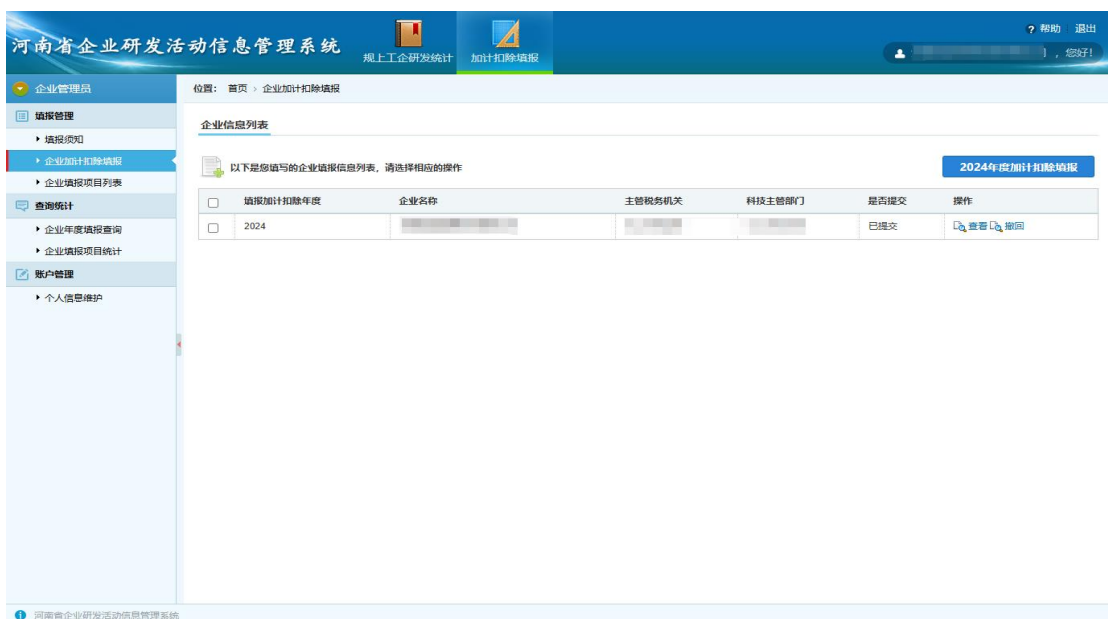 河南省企业研发活动信息管理系统
规上工企研发统计
加计扣除填报
? 帮助 退出
],您好!
企业管理员
位置: 首页 › 企业加计扣除填报
填报管理
填报须知
企业加计扣除填报
企业填报项目列表
查询统计
企业年度填报查询
企业填报项目统计
账户管理
个人信息维护
企业信息列表
以下是您填写的企业填报信息列表, 请选择相应的操作
2024年度加计扣除填报
填报加计扣除年度 企业名称 主管税务机关 科技主管部门 是否提交 操作
2024 已提交 查看 撤回
河南省企业研发活动信息管理系统